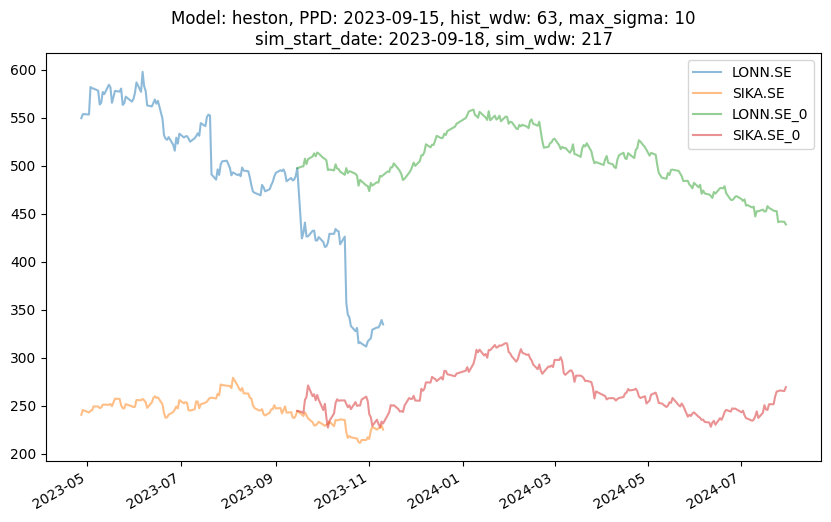 Model: heston, PPD: 2023-09-15, hist_wdw: 63, max_sigma: 10
sim_start_date: 2023-09-18, sim_wdw: 217
600
550
500
450
400
350
300
250
200
LONN.SE
SIKA.SE
LONN.SE_0
SIKA.SE_0
2023-05
2023-07
2023-09
2023-11
2024-01
2024-03
2024-05
2024-07